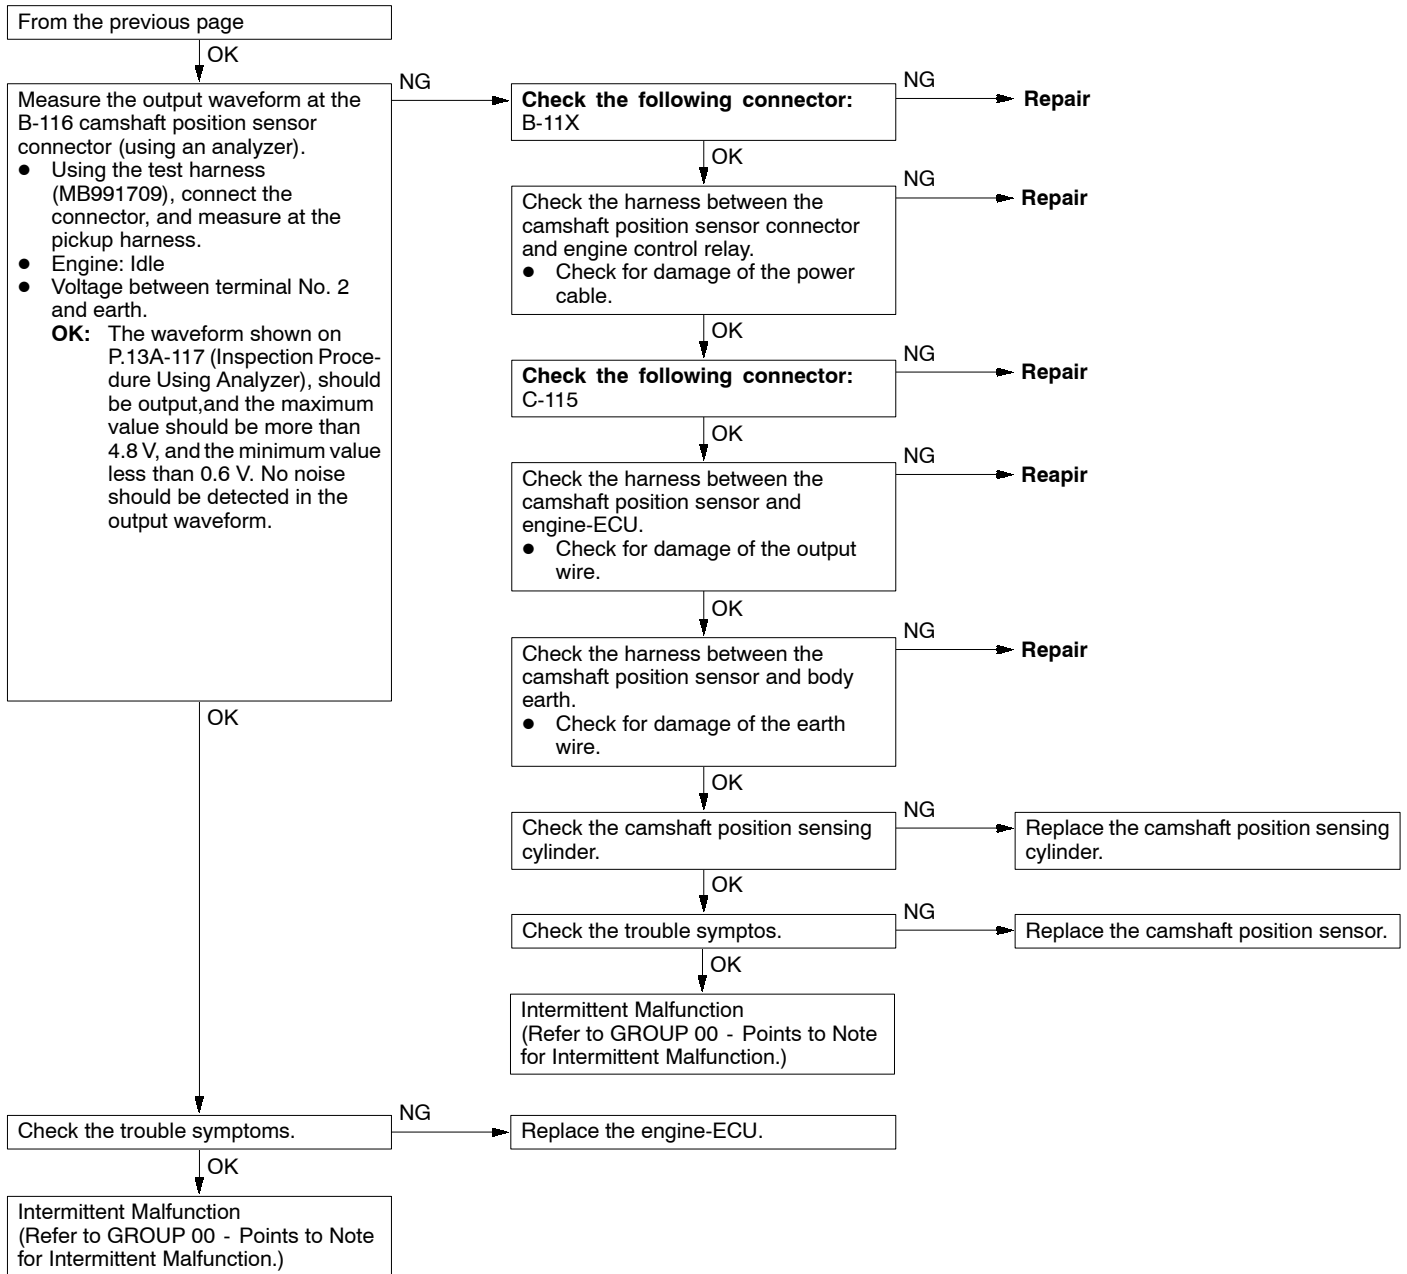 From the previous page
OK
Measure the output waveform at the
B-116 camshaft position sensor
connector (using an analyzer).
● Using the test harness
(MB991709), connect the
connector, and measure at the
pickup harness.
● Engine: Idle
● Voltage between terminal No. 2
and earth.
OK: The waveform shown on
P.13A-117 (Inspection Proce-
dure Using Analyzer), should
be output,and the maximum
value should be more than
4.8 V, and the minimum value
less than 0.6 V. No noise
should be detected in the
output waveform.
NG
Check the following connector:
B-11X
NG
Repair
OK
Check the harness between the
camshaft position sensor connector
and engine control relay.
● Check for damage of the power
cable.
NG
Repair
OK
Check the following connector:
C-115
NG
Repair
OK
Check the harness between the
camshaft position sensor and
engine-ECU.
● Check for damage of the output
wire.
NG
Reapir
OK
Check the harness between the
camshaft position sensor and body
earth.
● Check for damage of the earth
wire.
NG
Repair
OK
Check the camshaft position sensing
cylinder.
NG
Replace the camshaft position sensing
cylinder.
OK
Check the trouble symptos.
NG
Replace the camshaft position sensor.
OK
Intermittent Malfunction
(Refer to GROUP 00 - Points to Note
for Intermittent Malfunction.)
OK
Check the trouble symptoms.
NG
Replace the engine-ECU.
OK
Intermittent Malfunction
(Refer to GROUP 00 - Points to Note
for Intermittent Malfunction.)